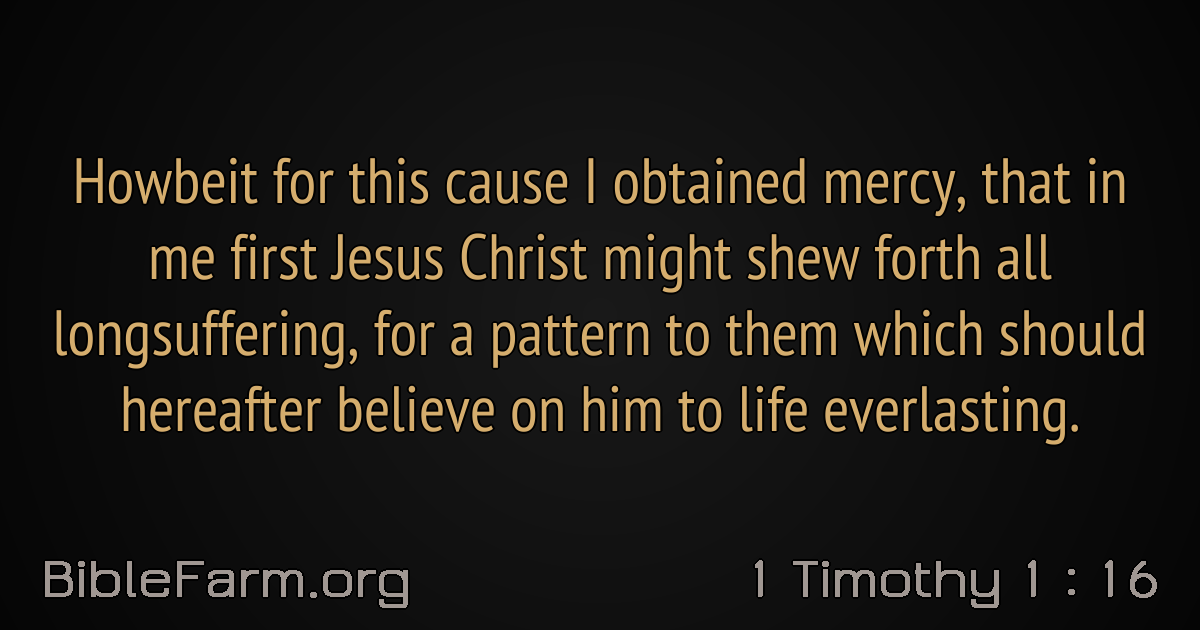 Howbeit for this cause I obtained mercy, that in
me first Jesus Christ might shew forth all
longsuffering, for a pattern to them which should
hereafter believe on him to life everlasting.
BibleFarm.org
1 Timothy 1 : 16